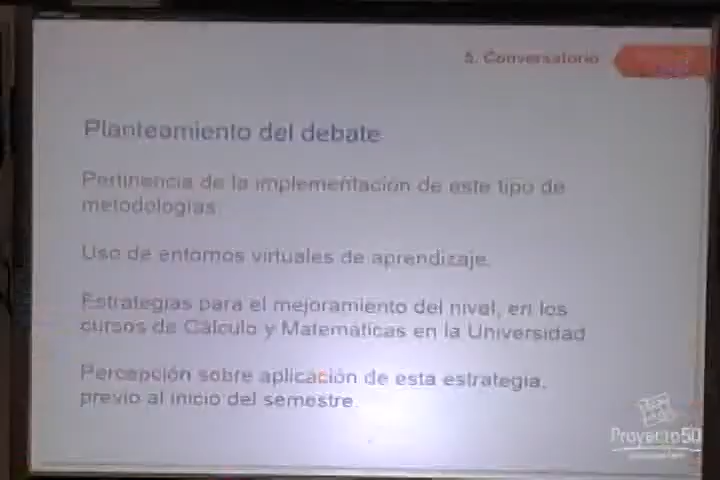 5. Conversatorio
Planteamiento del debate
Pertinencia de la implementación de este tipo de
metodologías
Uso de entornos virtuales de aprendizaje.
Estrategias para el mejoramiento del nivel, en los
cursos de Cálculo y Matemáticas en la Universidad
Percepción sobre aplicación de esta estrategia,
previo al inicio del semestre.
Proyecto50